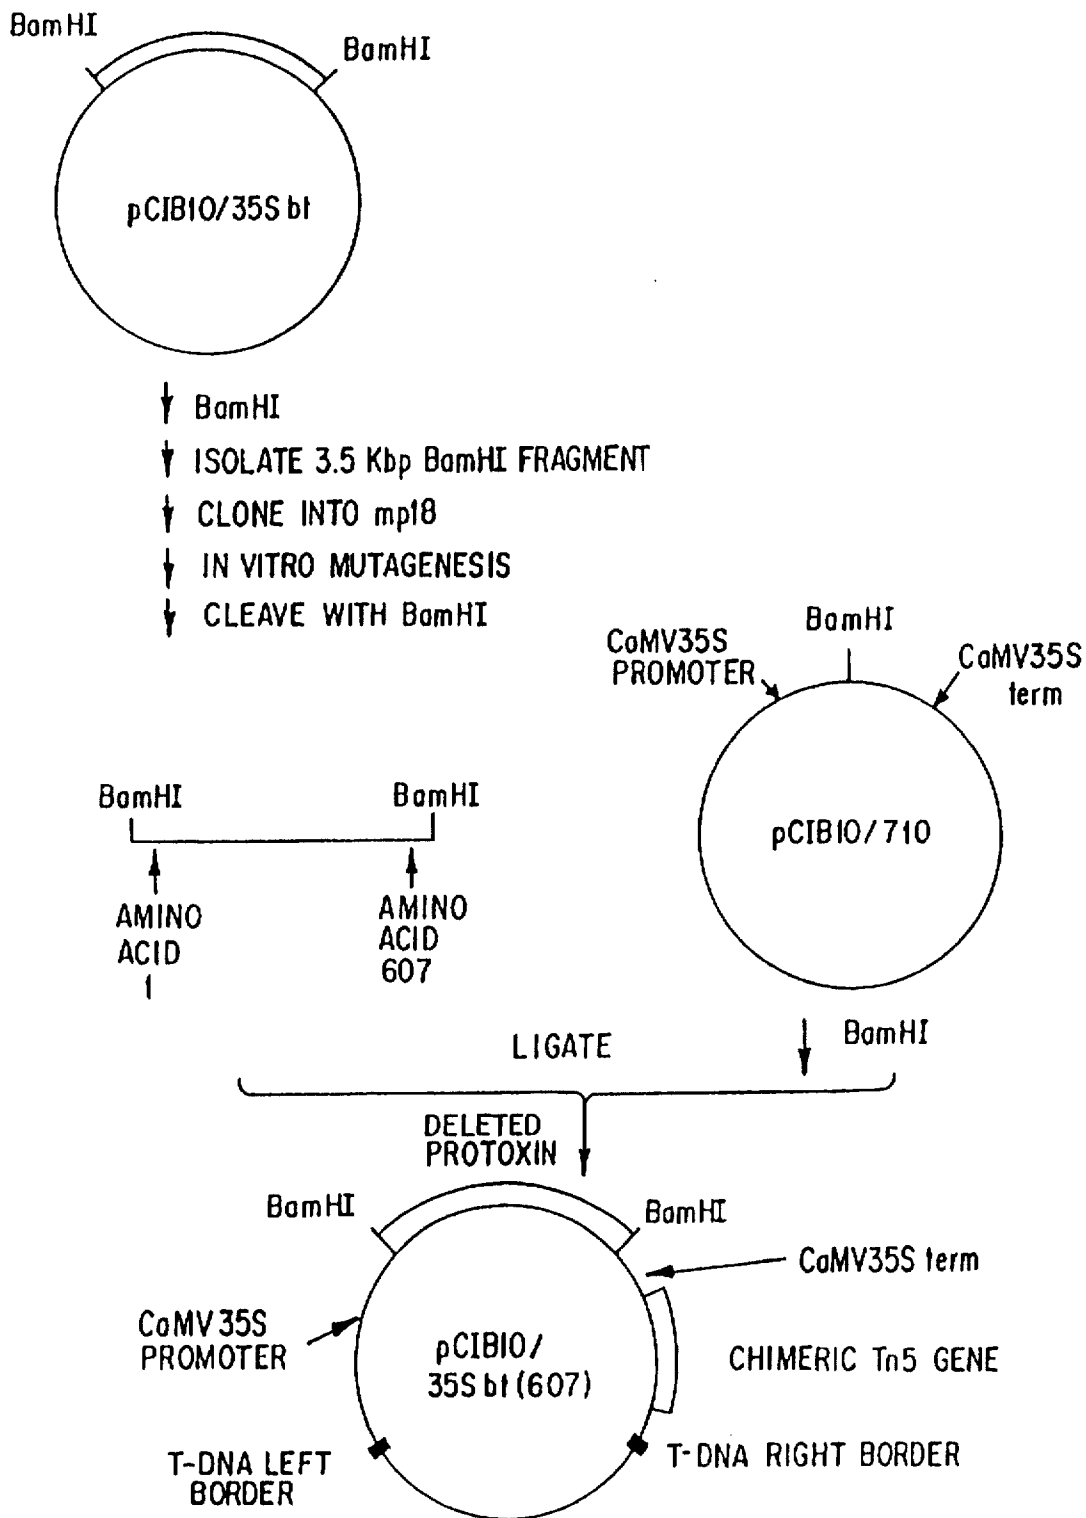 BamHI
BamHI
pCIB10/35S bt
BamHI
ISOLATE 3.5 Kbp BamHI FRAGMENT
CLONE INTO mp18
IN VITRO MUTAGENESIS
CLEAVE WITH BamHI
BamHI
CaMV35S
PROMOTER
CaMV35S
term
pCIB10/710
BamHI
BamHI
AMINO
ACID
1
AMINO
ACID
607
BamHI
LIGATE
DELETED
PROTOXIN
BamHI
BamHI
CaMV35S term
CaMV35S
PROMOTER
pCIB10/
35S bt(607)
CHIMERIC Tn5 GENE
T-DNA LEFT
BORDER
T-DNA RIGHT BORDER